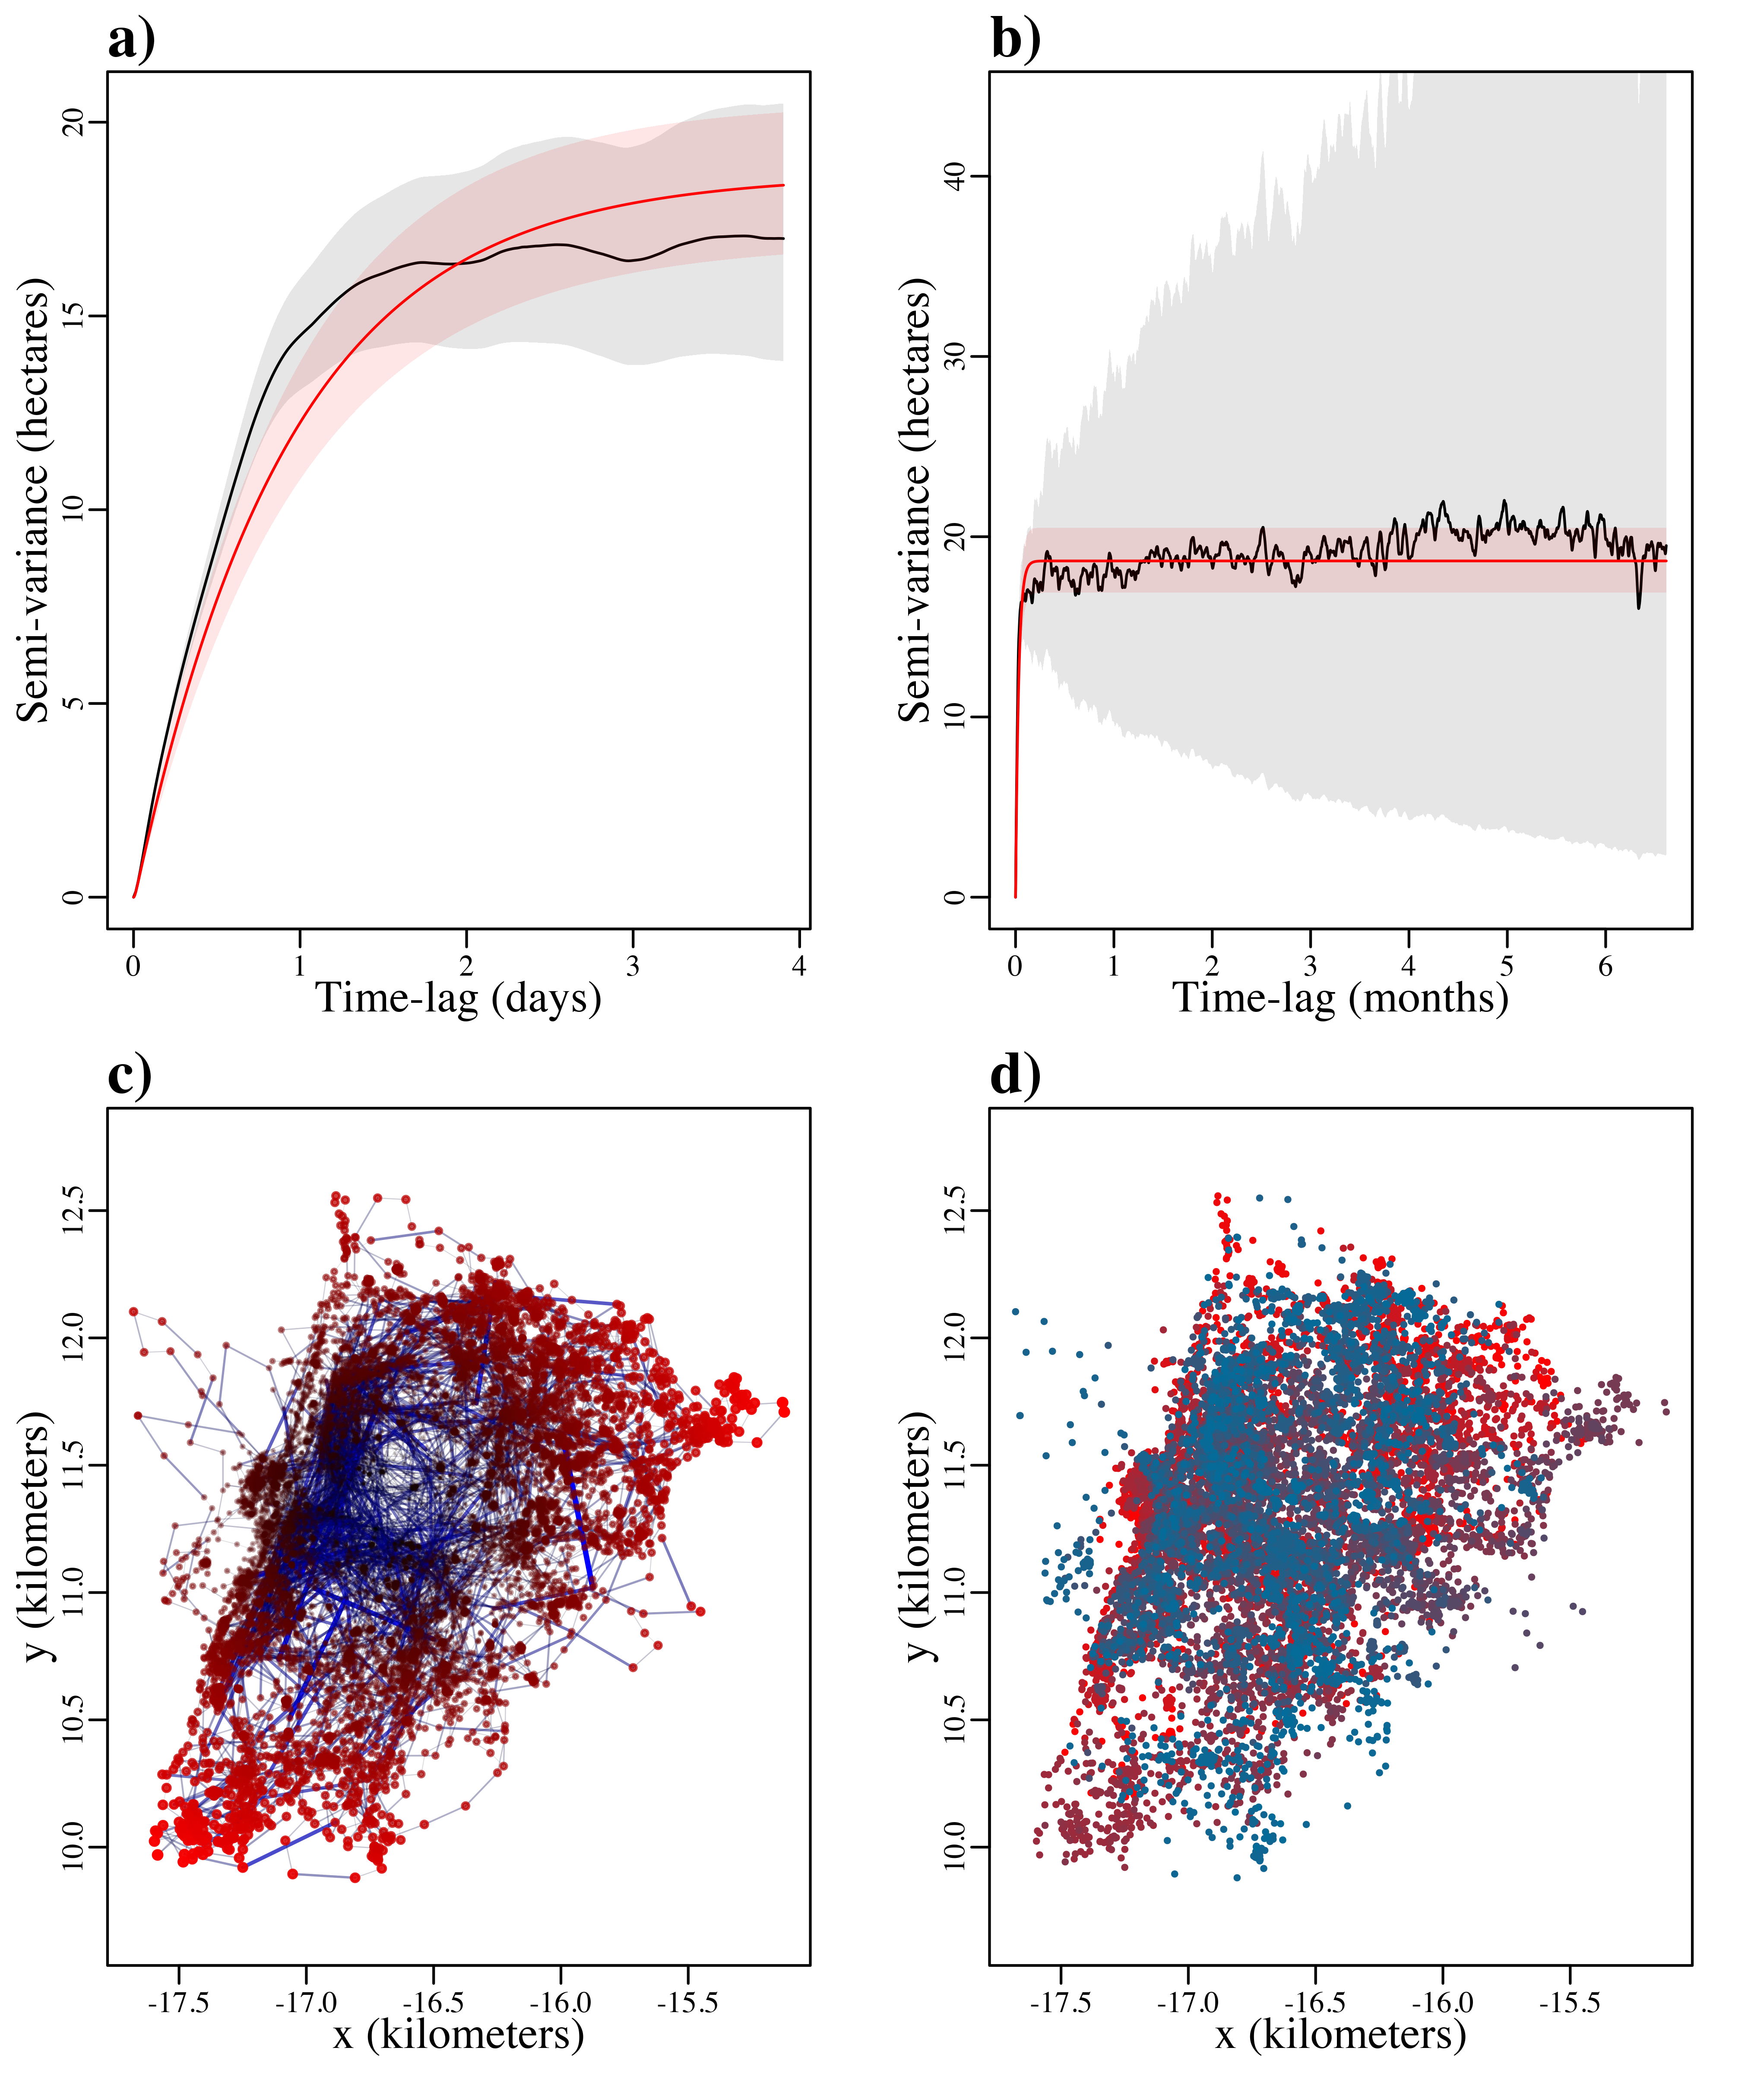 a)
Semi-variance (hectares)
20
15
10
5
0
0 1 2 3 4
Time-lag (days)
b)
Semi-variance (hectares)
40
30
20
10
0
0 1 2 3 4 5 6
Time-lag (months)
c)
y (kilometers)
12.5
12.0
11.5
11.0
10.5
10.0
-17.5 -17.0 -16.5 -16.0 -15.5
x (kilometers)
d)
y (kilometers)
12.5
12.0
11.5
11.0
10.5
10.0
-17.5 -17.0 -16.5 -16.0 -15.5
x (kilometers)